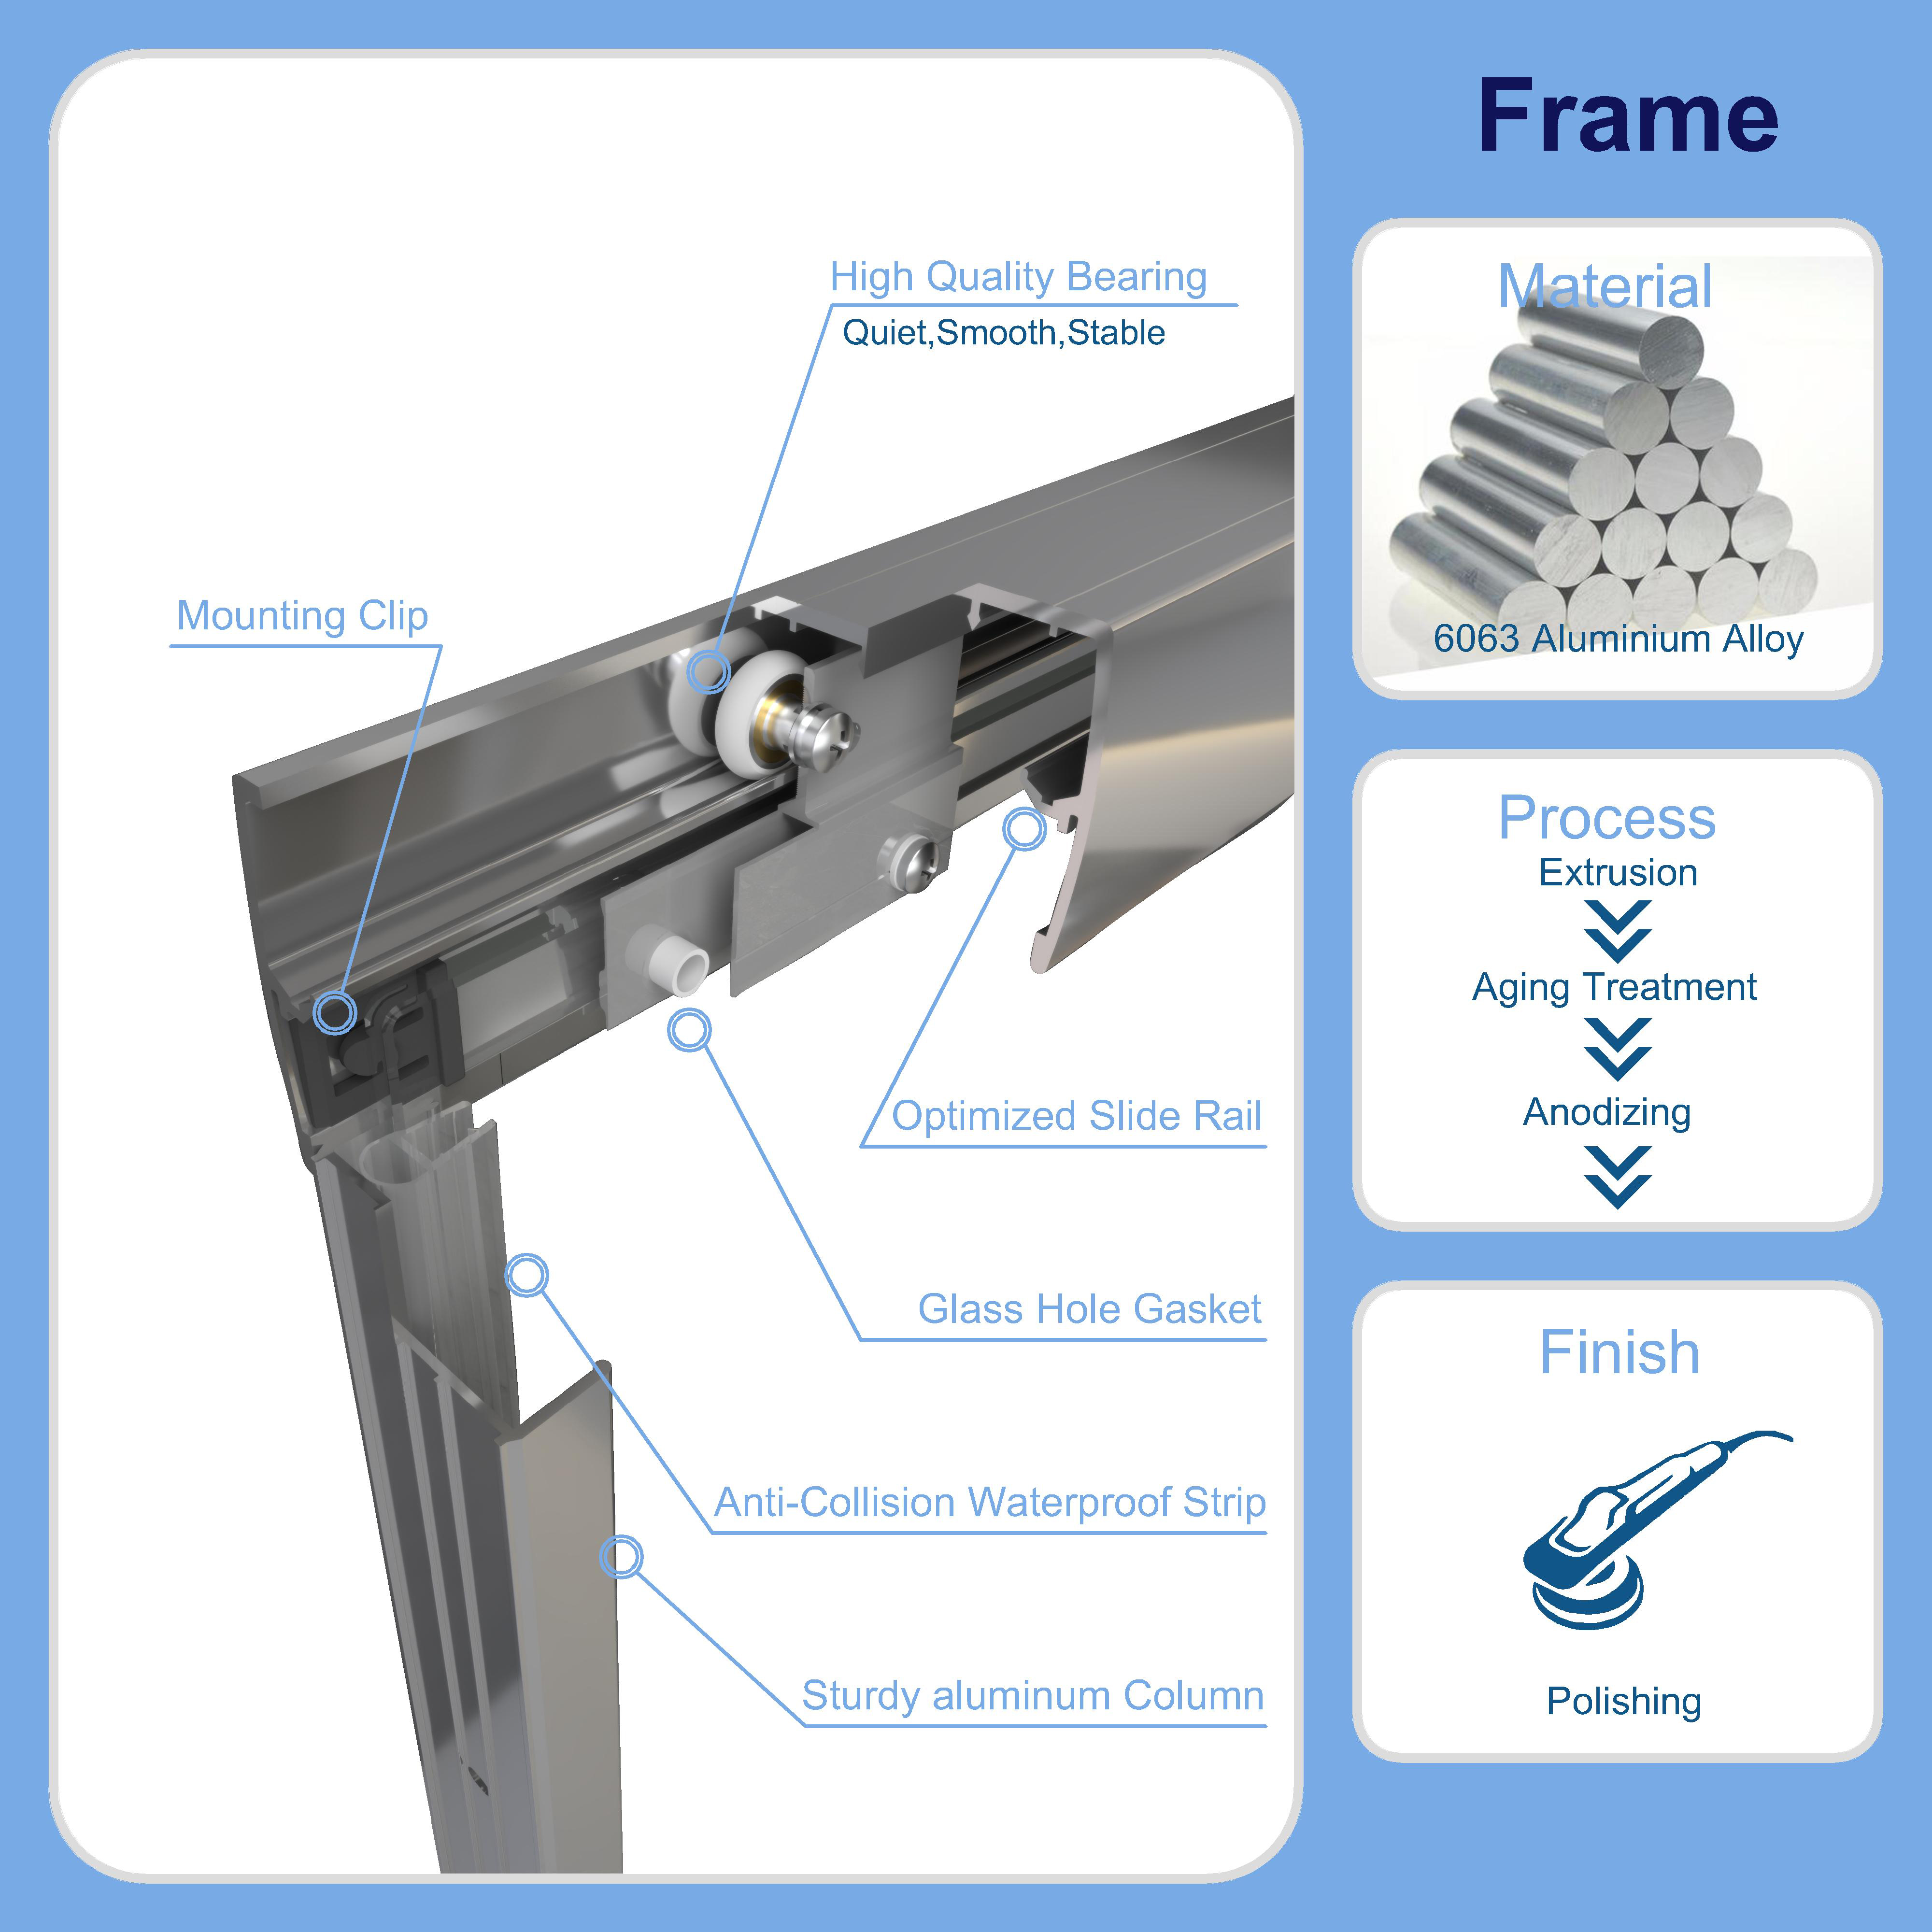 Frame
High Quality Bearing
Quiet,Smooth,Stable
Mounting Clip
Optimized Slide Rail
Glass Hole Gasket
Anti-Collision Waterproof Strip
Sturdy aluminum Column
Material
6063 Aluminium Alloy
Process
Extrusion
Aging Treatment
Anodizing
Finish
Polishing